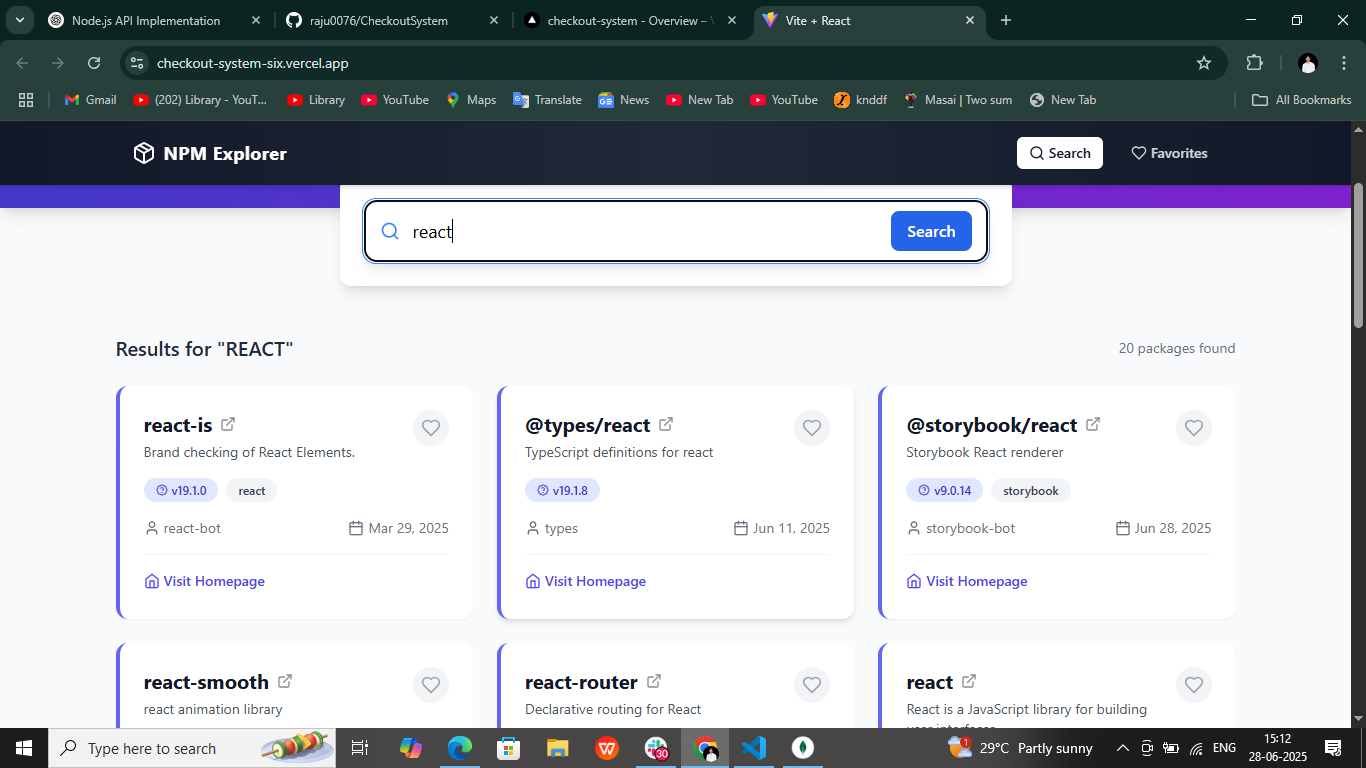 Node.js API Implementation
raju0076/CheckoutSystem
checkout-system - Overview –
Vite + React
checkout-system-six.vercel.app
Gmail
(202) Library - YouT...
Library
YouTube
Maps
Translate
News
New Tab
YouTube
knddf
Masai | Two sum
New Tab
All Bookmarks
NPM Explorer
Search
Favorites
react
Search
Results for "REACT"
20 packages found
react-is
Brand checking of React Elements.
v19.1.0 react
react-bot Mar 29, 2025
Visit Homepage
@types/react
TypeScript definitions for react
v19.1.8
types Jun 11, 2025
Visit Homepage
@storybook/react
Storybook React renderer
v9.0.14 storybook
storybook-bot Jun 28, 2025
Visit Homepage
react-smooth
react animation library
react-router
Declarative routing for React
react
React is a JavaScript library for building
user interfaces
Type here to search
30
1
29°C Partly sunny
ENG
15:12
28-06-2025